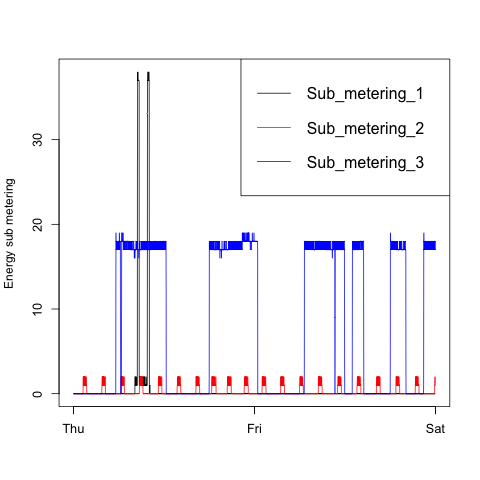 Sub_metering_1
Sub_metering_2
Sub_metering_3
Energy sub metering
30
20
10
0
Thu Fri Sat